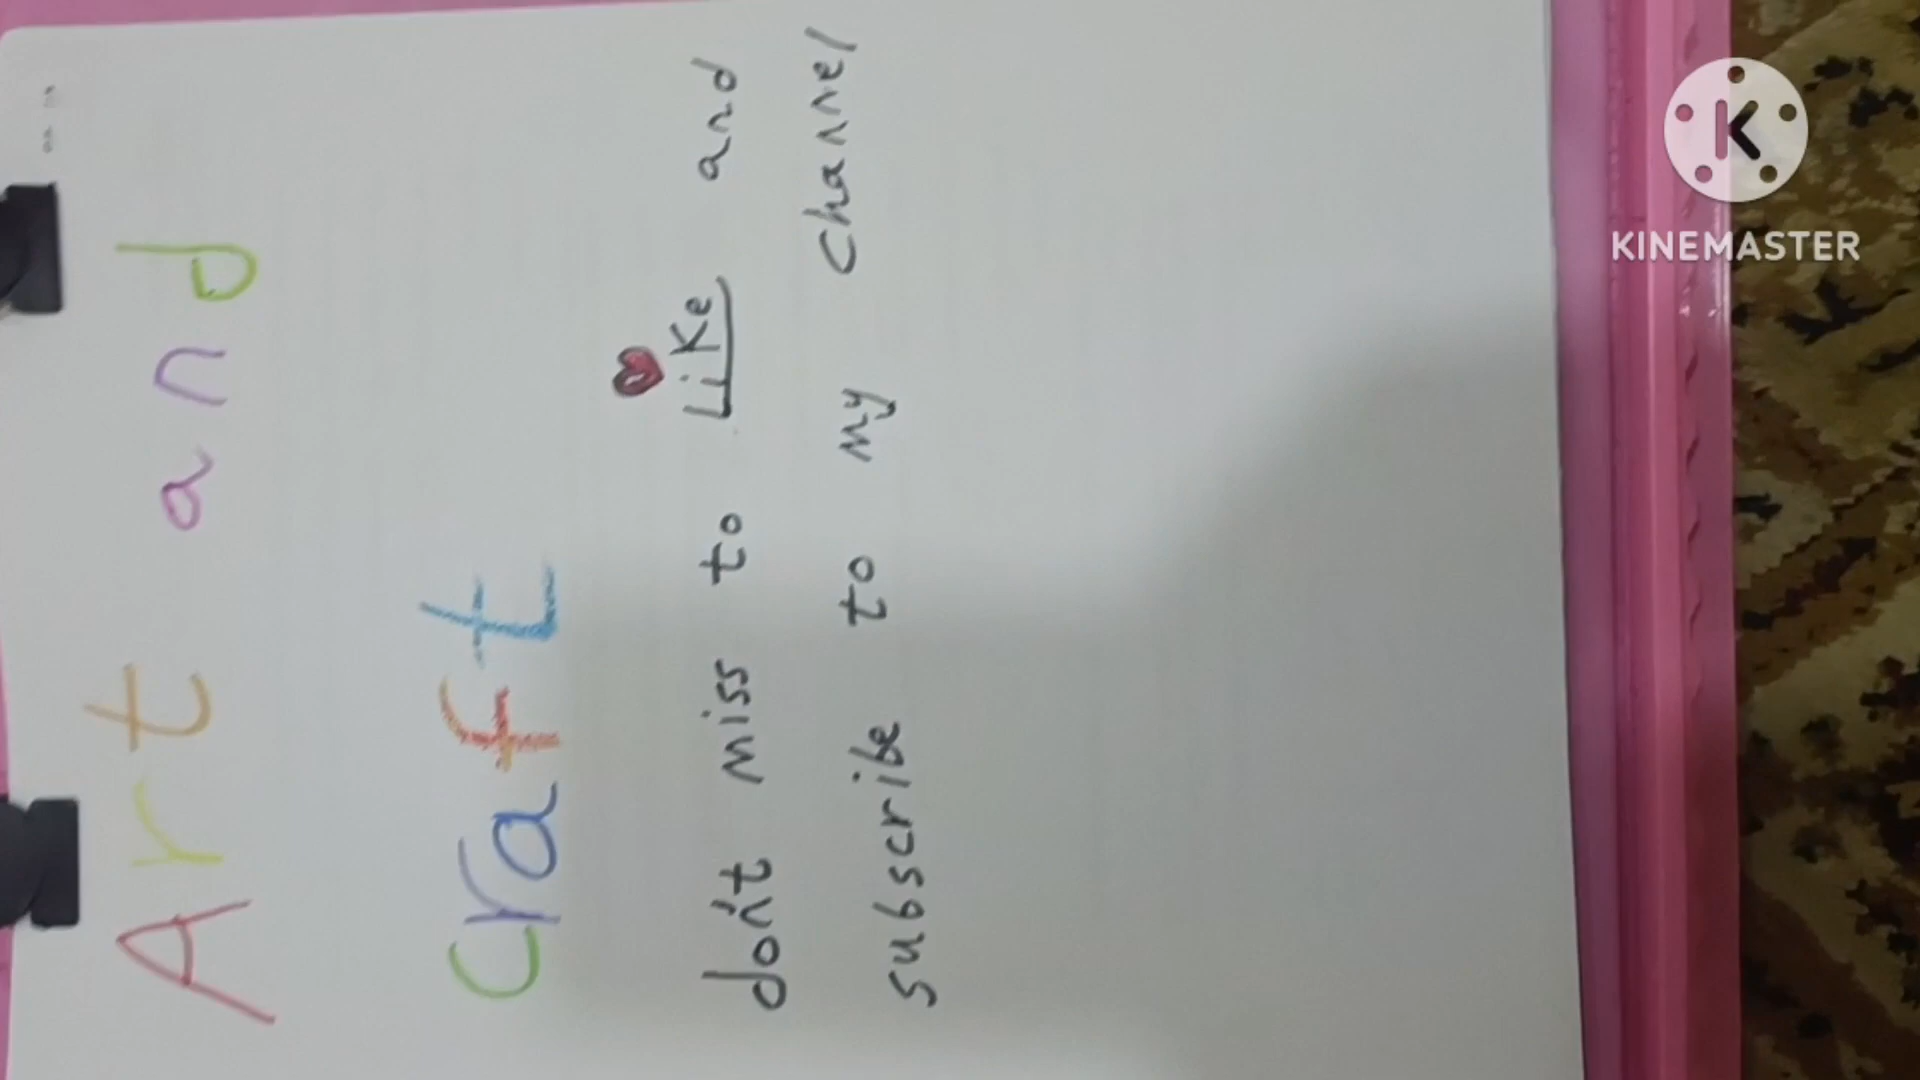 Art and
Craft
don't miss to Like and
subscribe to my channel
KINEMASTER